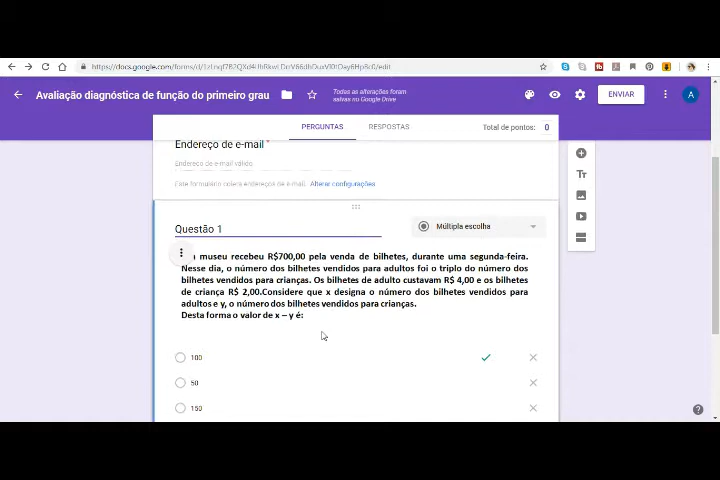 Avaliação diagnóstica de função do primeiro grau
Todas as alterações foram
salvas no Google Drive
ENVIAR
A
PERGUNTAS
RESPOSTAS
Total de pontos: 0
Endereço de e-mail *
Endereço de e-mail válido
Este formulário coleta endereços de e-mail. Alterar configurações
Questão 1
Múltipla escolha
museu recebeu R$700,00 pela venda de bilhetes, durante uma segunda-feira.
Nesse dia, o número dos bilhetes vendidos para adultos foi o triplo do número dos
bilhetes vendidos para crianças. Os bilhetes de adulto custavam R$ 4,00 e os bilhetes
de criança R$ 2,00.Considere que x designa o número dos bilhetes vendidos para
adultos e y, o número dos bilhetes vendidos para crianças.
Desta forma o valor de x – y é:
100
50
150